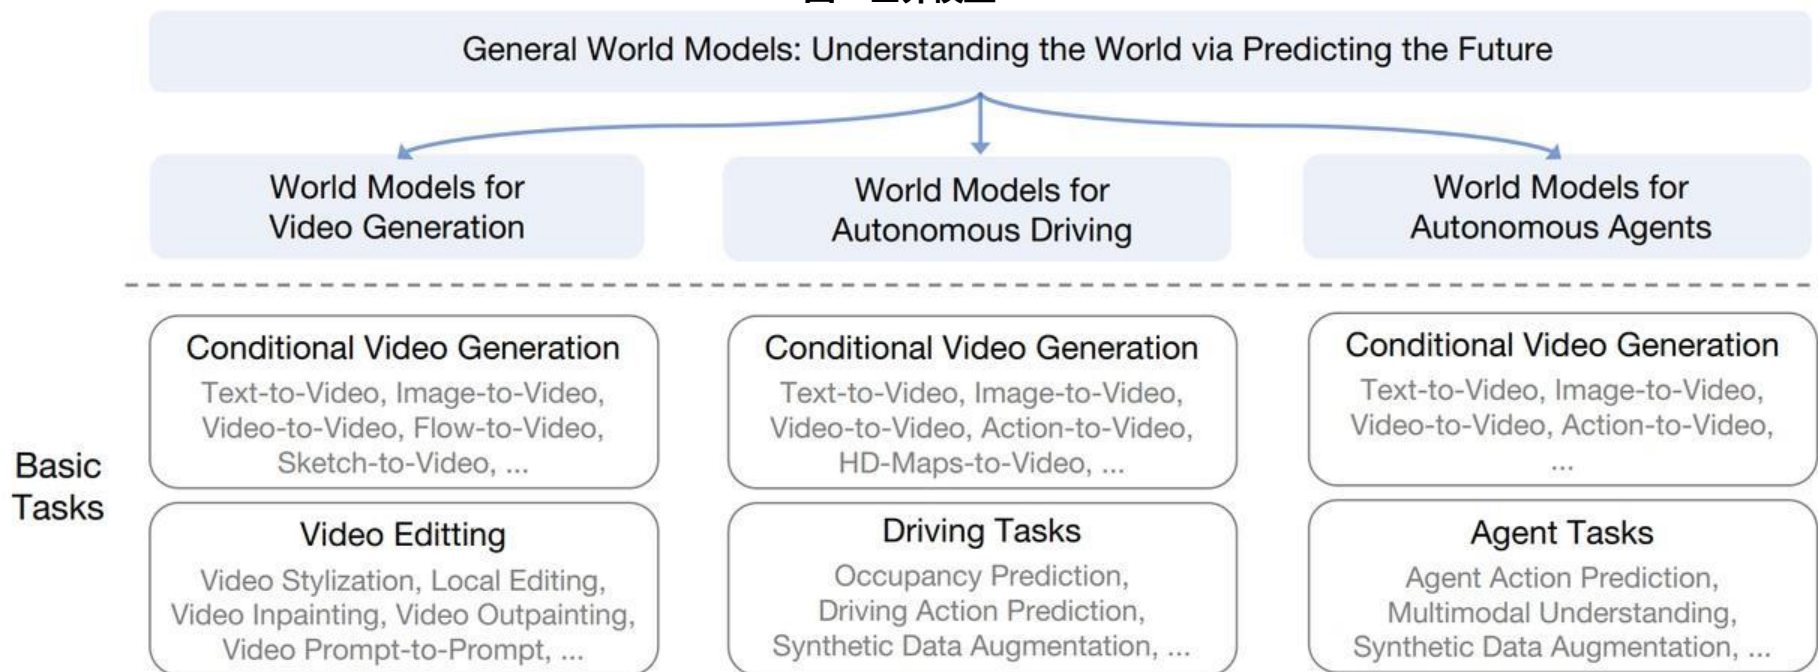 General World Models: Understanding the World via Predicting the Future
World Models for
Video Generation
World Models for
Autonomous Driving
World Models for
Autonomous Agents
Basic
Tasks
Conditional Video Generation
Text-to-Video, Image-to-Video,
Video-to-Video, Flow-to-Video,
Sketch-to-Video, ...
Conditional Video Generation
Text-to-Video, Image-to-Video,
Video-to-Video, Action-to-Video,
HD-Maps-to-Video, ...
Conditional Video Generation
Text-to-Video, Image-to-Video,
Video-to-Video, Action-to-Video,
...
Video Editting
Video Stylization, Local Editing,
Video Inpainting, Video Outpainting,
Video Prompt-to-Prompt, ...
Driving Tasks
Occupancy Prediction,
Driving Action Prediction,
Synthetic Data Augmentation, ...
Agent Tasks
Agent Action Prediction,
Multimodal Understanding,
Synthetic Data Augmentation, ...